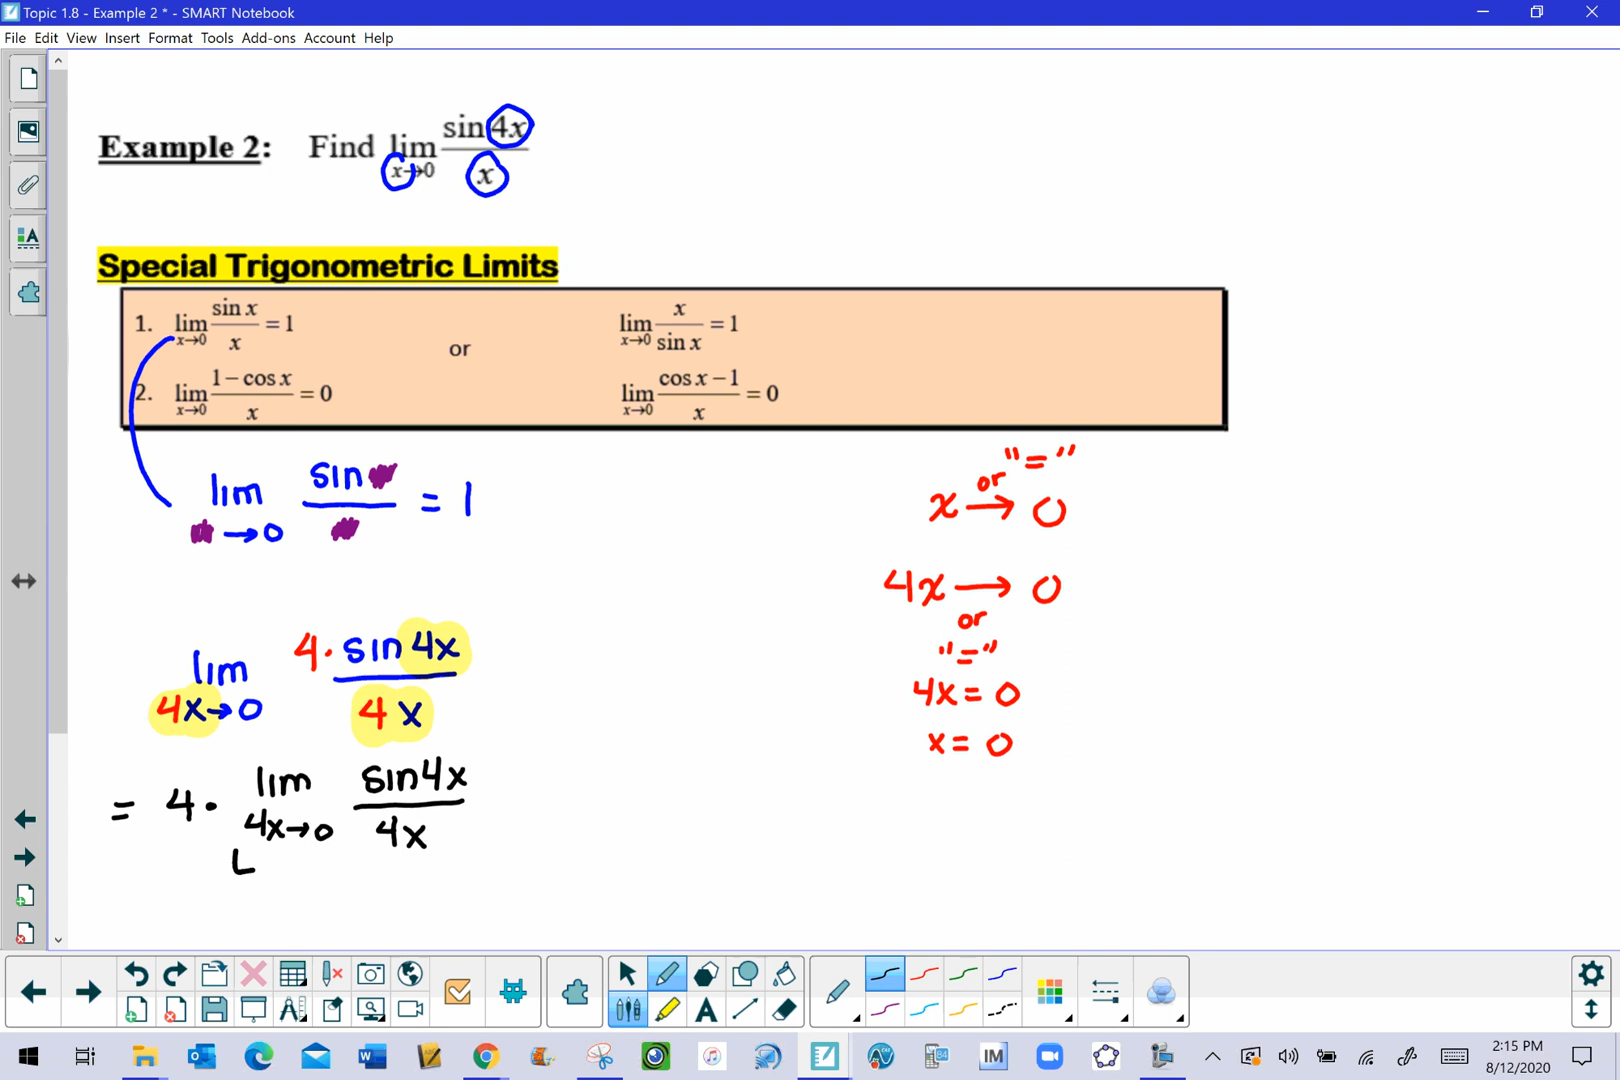 Topic 1.8 - Example 2 * - SMART Notebook
File Edit View Insert Format Tools Add-ons Account Help
Example 2: Find lim x→0 sin 4x / x
Special Trigonometric Limits
1. lim x→0 sin x / x = 1 or lim x→0 x / sin x = 1
2. lim x→0 1 − cos x / x = 0 lim x→0 cos x − 1 / x = 0
lim →0 sin / = 1
x → 0 or "="
4x → 0
or
"="
4x = 0
x = 0
lim 4x→0 4· sin 4x / 4x
= 4 · lim 4x→0 sin 4x / 4x
L
A
A
84
IM
2:15 PM
8/12/2020